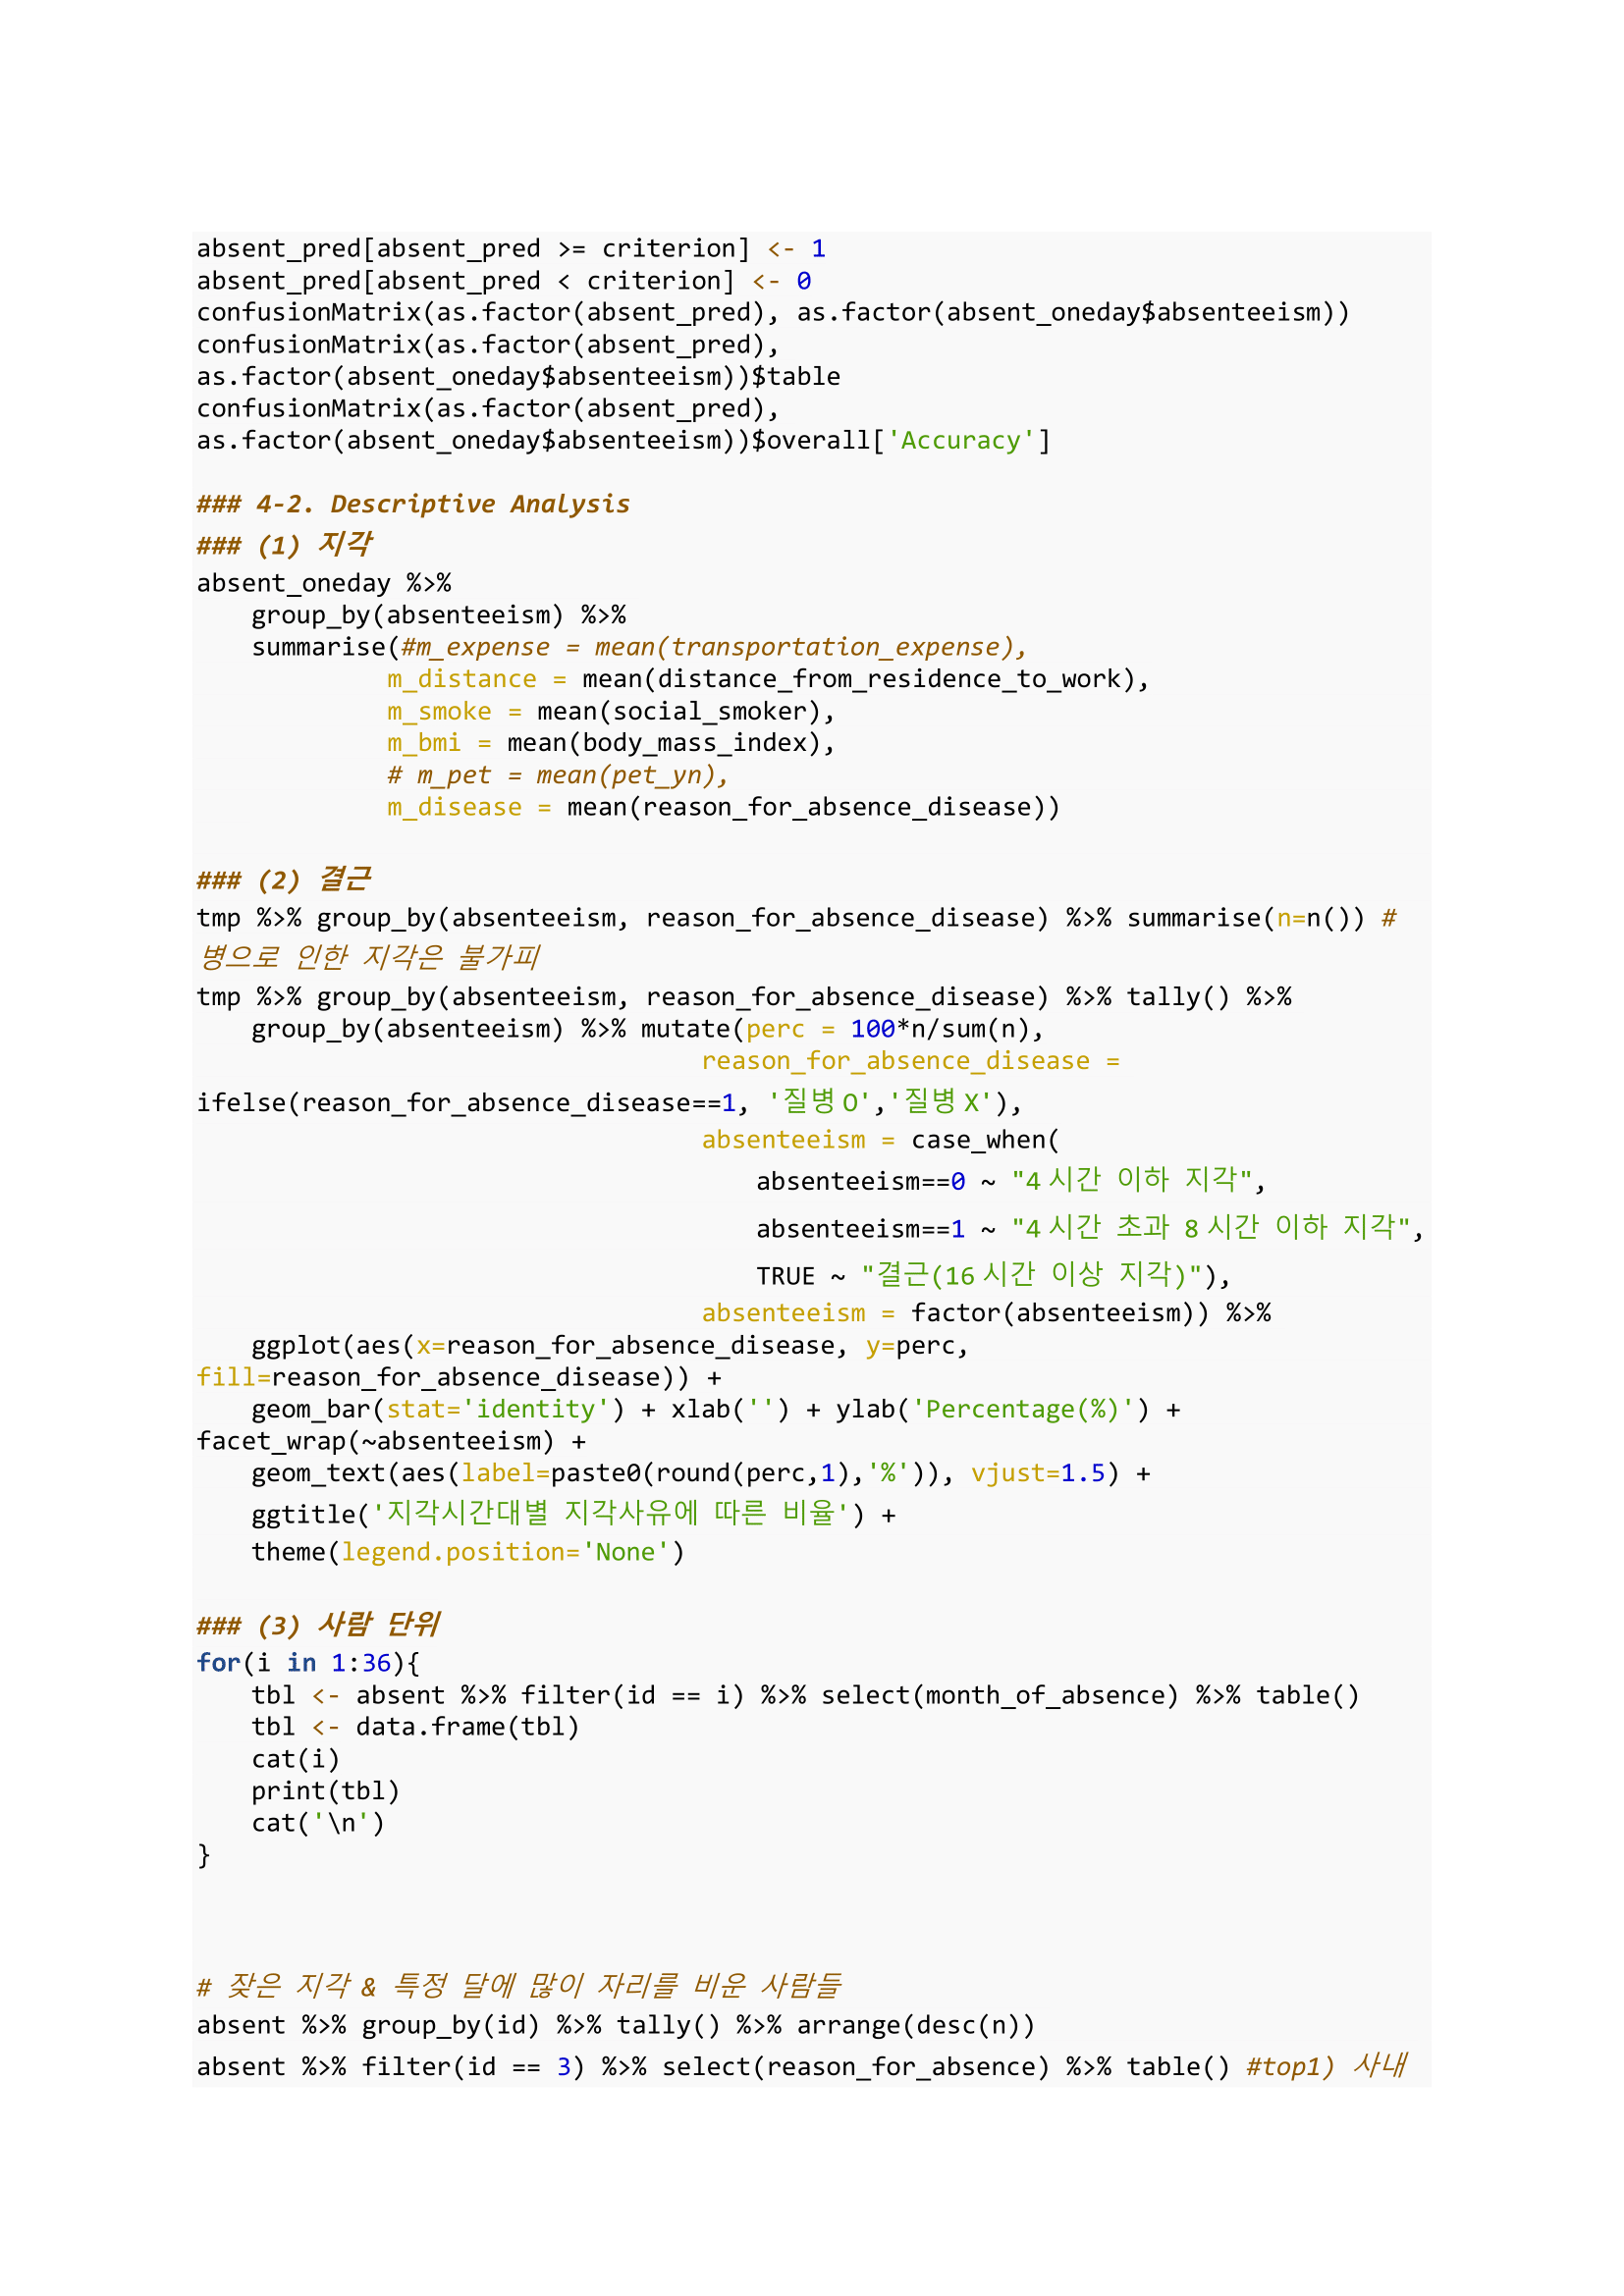 absent_pred[absent_pred >= criterion] <- 1
absent_pred[absent_pred < criterion] <- 0
confusionMatrix(as.factor(absent_pred), as.factor(absent_oneday$absenteeism))
confusionMatrix(as.factor(absent_pred),
as.factor(absent_oneday$absenteeism))$table
confusionMatrix(as.factor(absent_pred),
as.factor(absent_oneday$absenteeism))$overall['Accuracy']
### 4-2. Descriptive Analysis
### (1) 지각
absent_oneday %>%
group_by(absenteeism) %>%
summarise(#m_expense = mean(transportation_expense),
m_distance = mean(distance_from_residence_to_work),
m_smoke = mean(social_smoker),
m_bmi = mean(body_mass_index),
# m_pet = mean(pet_yn),
m_disease = mean(reason_for_absence_disease))
### (2) 결근
tmp %>% group_by(absenteeism, reason_for_absence_disease) %>% summarise(n=n()) #
병으로 인한 지각은 불가피
tmp %>% group_by(absenteeism, reason_for_absence_disease) %>% tally() %>%
group_by(absenteeism) %>% mutate(perc = 100*n/sum(n),
reason_for_absence_disease =
ifelse(reason_for_absence_disease==1, '질병 O','질병 X'),
absenteeism = case_when(
absenteeism==0 ~ "4 시간 이하 지각",
absenteeism==1 ~ "4 시간 초과 8 시간 이하 지각",
TRUE ~ "결근(16 시간 이상 지각)"),
absenteeism = factor(absenteeism)) %>%
ggplot(aes(x=reason_for_absence_disease, y=perc,
fill=reason_for_absence_disease)) +
geom_bar(stat='identity') + xlab('') + ylab('Percentage(%)') +
facet_wrap(~absenteeism) +
geom_text(aes(label=paste0(round(perc,1),'%')), vjust=1.5) +
ggtitle('지각시간대별 지각사유에 따른 비율') +
theme(legend.position='None')
### (3) 사람 단위
for(i in 1:36){
tbl <- absent %>% filter(id == i) %>% select(month_of_absence) %>% table()
tbl <- data.frame(tbl)
cat(i)
print(tbl)
cat('\n')
}
# 잦은 지각 & 특정 달에 많이 자리를 비운 사람들
absent %>% group_by(id) %>% tally() %>% arrange(desc(n))
absent %>% filter(id == 3) %>% select(reason_for_absence) %>% table() #top1) 사내